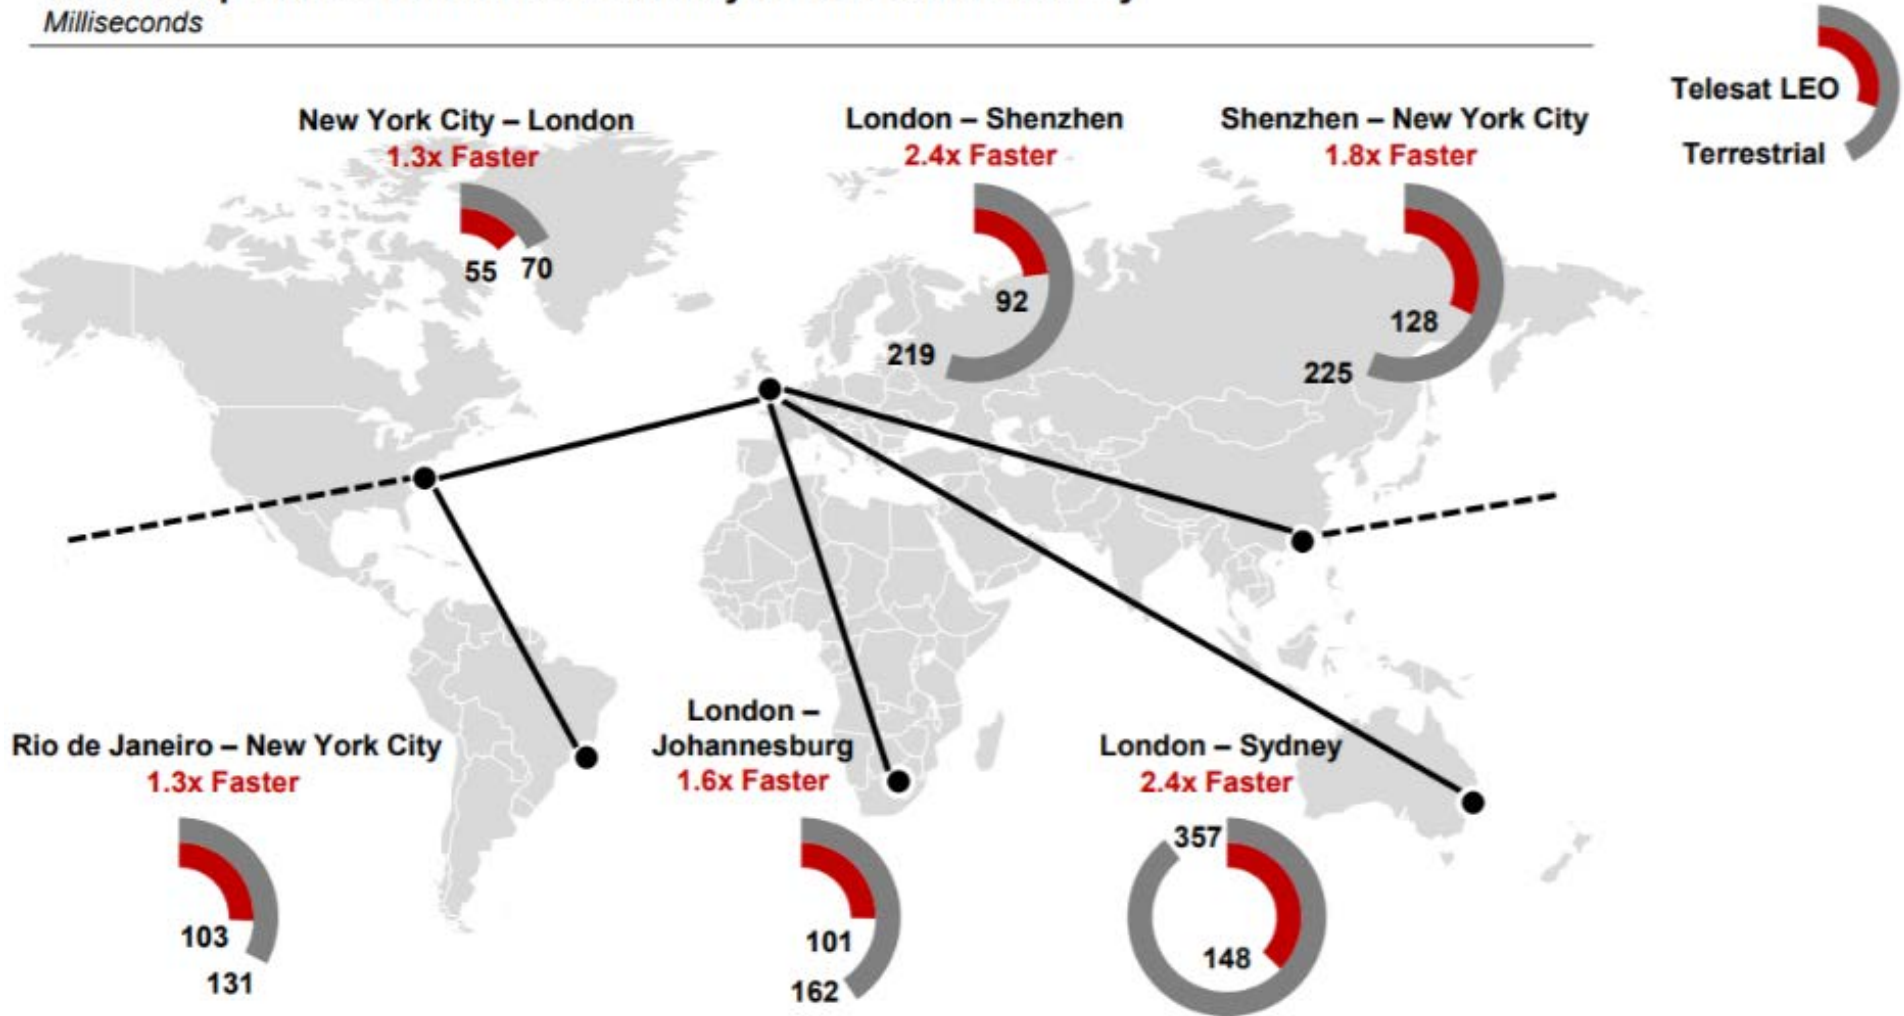 Milliseconds
Telesat LEO
Terrestrial
New York City – London
1.3x Faster
55 70
London – Shenzhen
2.4x Faster
92
219
Shenzhen – New York City
1.8x Faster
128
225
Rio de Janeiro – New York City
1.3x Faster
103
131
London –
Johannesburg
1.6x Faster
101
162
London – Sydney
2.4x Faster
357
148